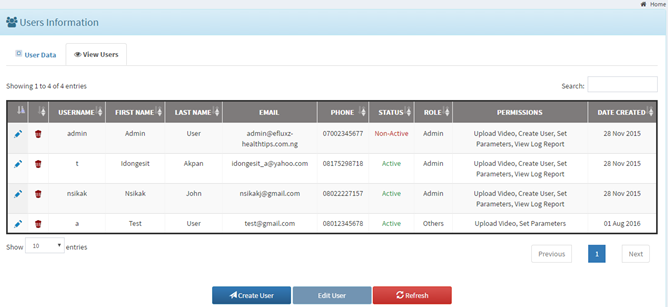 Home
Users Information
User Data
View Users
Showing 1 to 4 of 4 entries
Search:
USERNAME FIRST NAME LAST NAME EMAIL PHONE STATUS ROLE PERMISSIONS DATE CREATED
admin Admin User admin@efluxz-healthtips.com.ng 07002345677 Non-Active Admin Upload Video, Create User, Set Parameters, View Log Report 28 Nov 2015
t Idongesit Akpan idongesit_a@yahoo.com 08175298718 Active Admin Upload Video, Create User, Set Parameters, View Log Report 28 Nov 2015
nsikak Nsikak John nsikakj@gmail.com 08022227157 Active Admin Upload Video, Create User, Set Parameters, View Log Report 28 Nov 2015
a Test User test@gmail.com 08012345678 Active Others Upload Video, Set Parameters 01 Aug 2016
Show 10 entries
Previous 1 Next
Create User Edit User Refresh